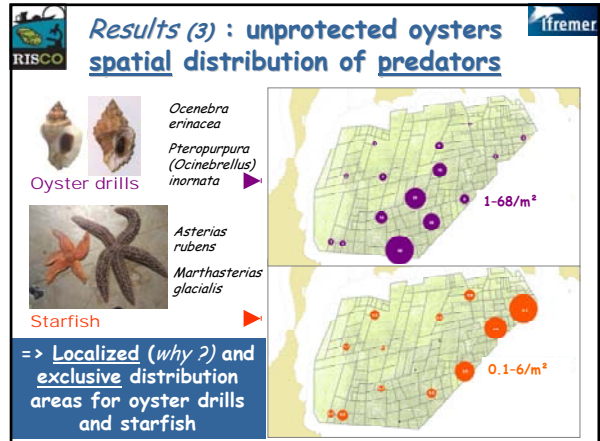 Results (3) : unprotected oysters
spatial distribution of predators
RISCO
Ifremer
Ocenebra
erinacea
Pteropurpura
(Ocinebrellus)
inornata
Oyster drills
1-68/m²
Asterias
rubens
Marthasterias
glacialis
Starfish
0.1-6/m²
=> Localized (why ?) and
exclusive distribution
areas for oyster drills
and starfish